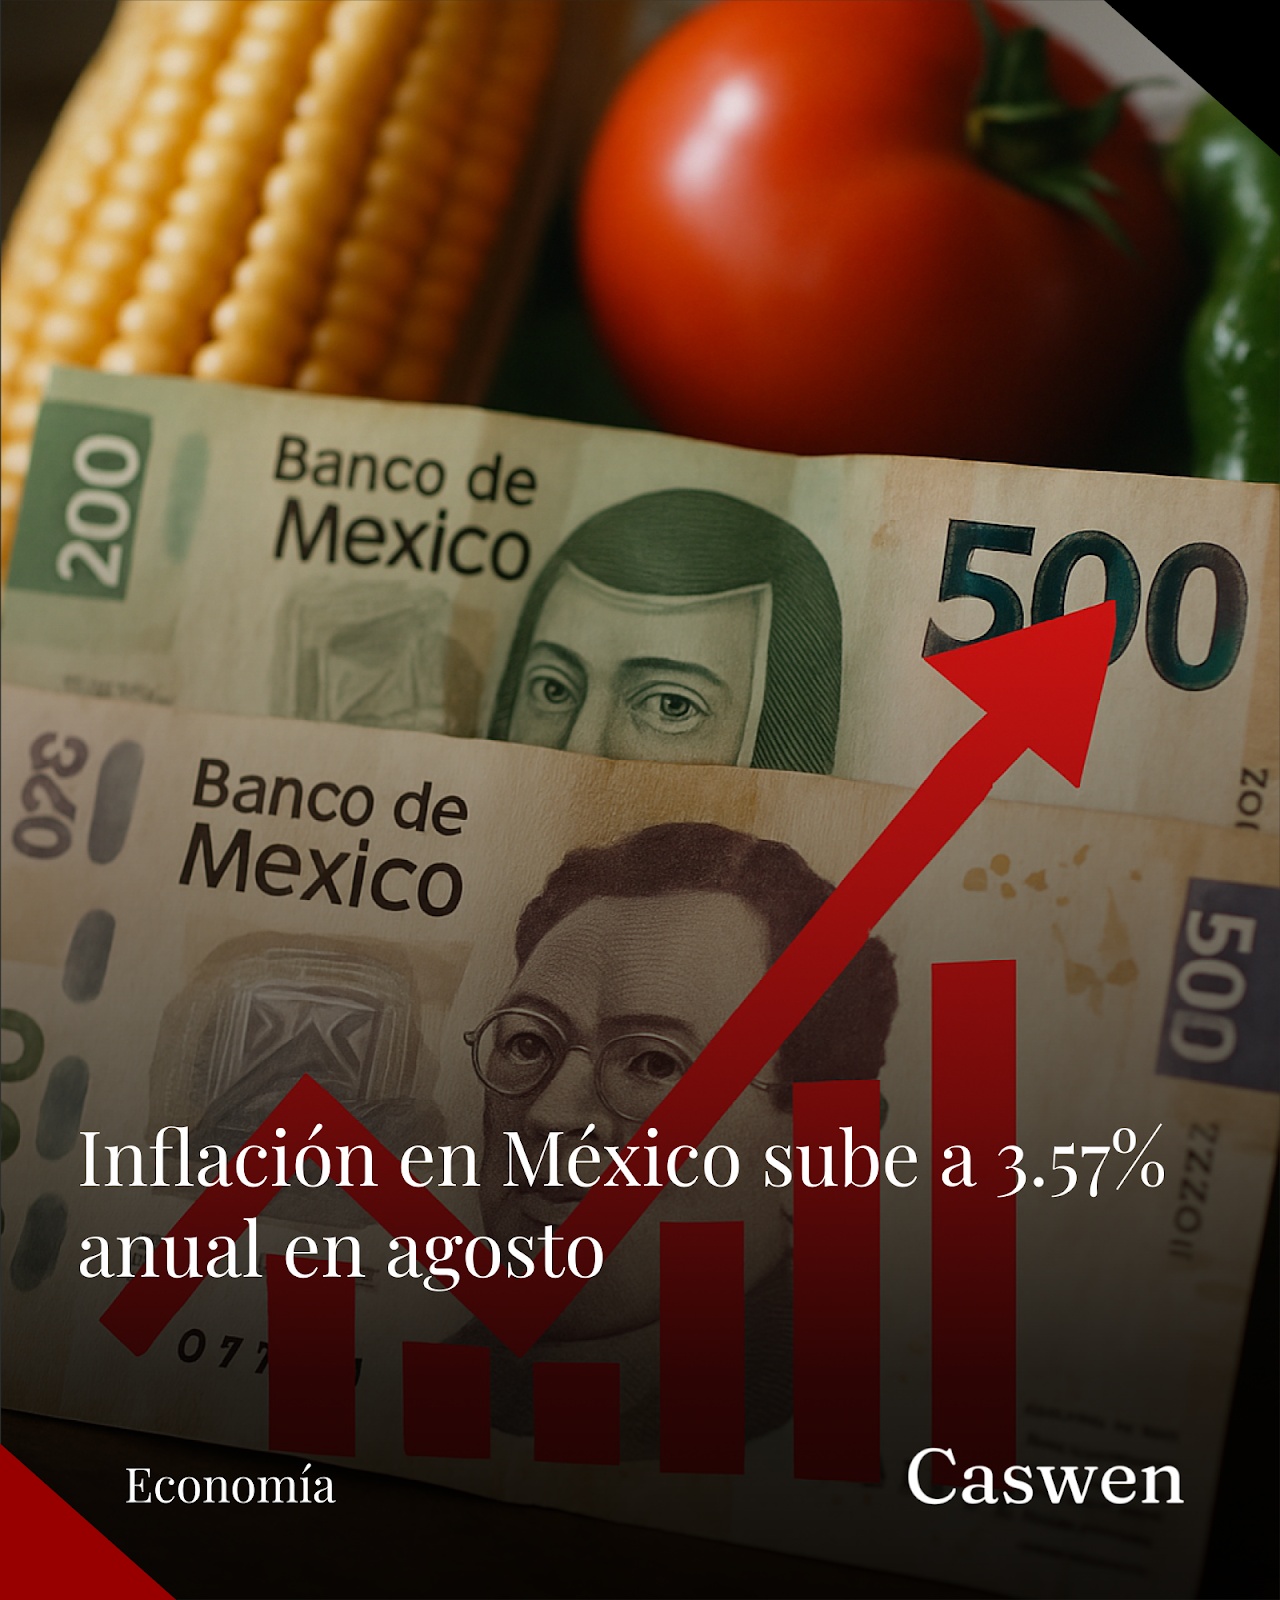 200
Banco de
Mexico
500
Banco de
Mexico
500
Inflación en México sube a 3.57%
anual en agosto
077
Economía
Caswen